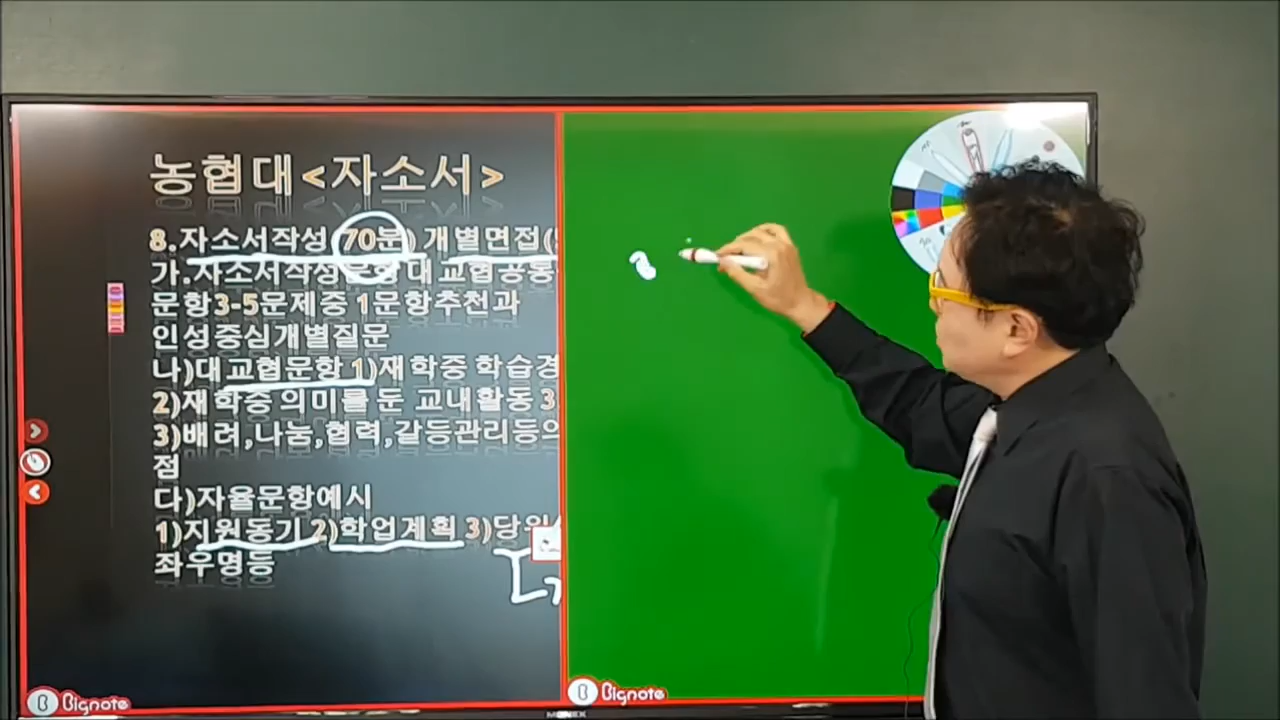 농협대<자소서>
8.자소서작성(70분) 개별면접(
가.자소서작성문항대교협공통
문항3-5문제중 1문항추천과
인성중심개별질문
나)대교협문항 1)재학중 학습경
2)재학중의미를 둔 교내활동 3
3)배려,나눔,협력,갈등관리등의
점
다)자율문항예시
1)지원동기 2)학업계획 3)당위
좌우명등
Bignote
Bignote